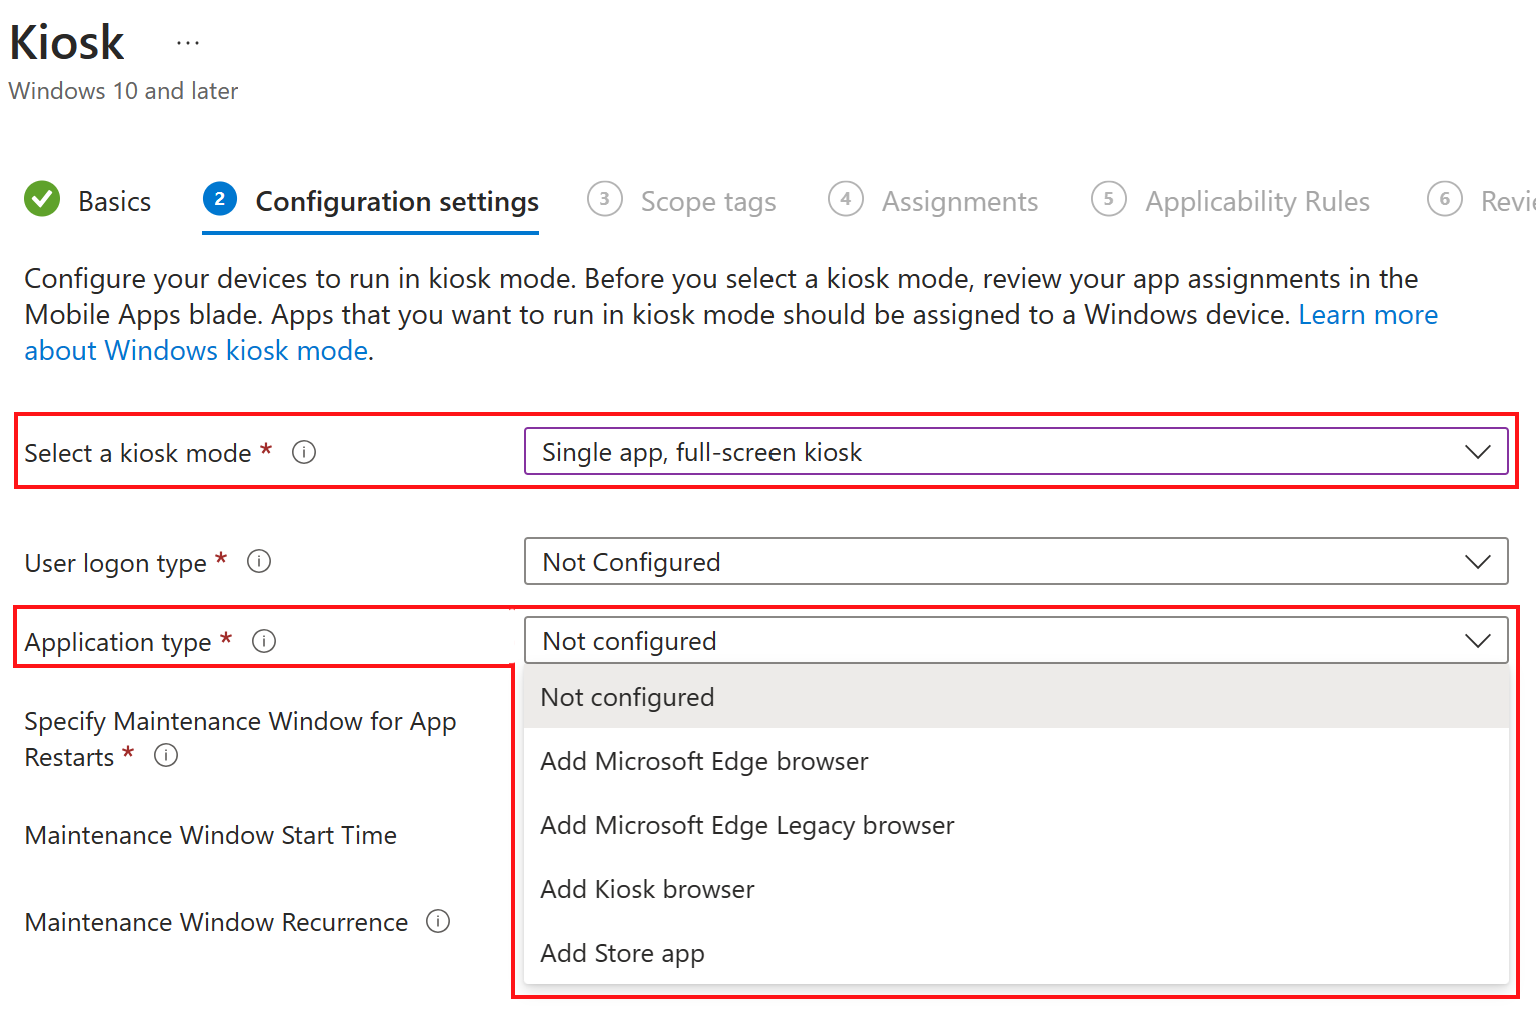 Kiosk ...
Windows 10 and later
Basics 2 Configuration settings 3 Scope tags 4 Assignments 5 Applicability Rules 6
Configure your devices to run in kiosk mode. Before you select a kiosk mode, review your app assignments in the
Mobile Apps blade. Apps that you want to run in kiosk mode should be assigned to a Windows device. Learn more
about Windows kiosk mode.
Select a kiosk mode * Single app, full-screen kiosk
User logon type * Not Configured
Application type * Not configured
Not configured
Specify Maintenance Window for App
Restarts *
Add Microsoft Edge browser
Maintenance Window Start Time
Add Microsoft Edge Legacy browser
Add Kiosk browser
Maintenance Window Recurrence
Add Store app